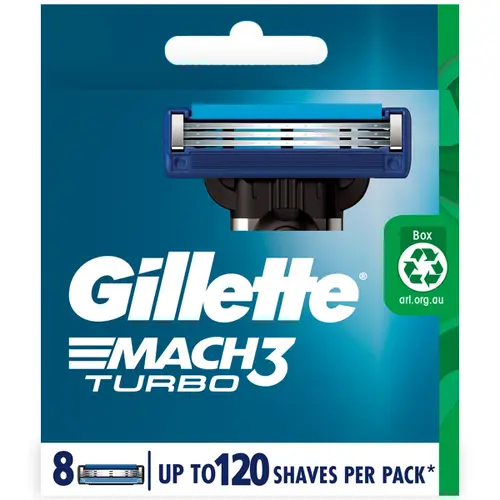 Box
arl.org.au
Gillette®
MACH3
TURBO
8 UP TO 120 SHAVES PER PACK*